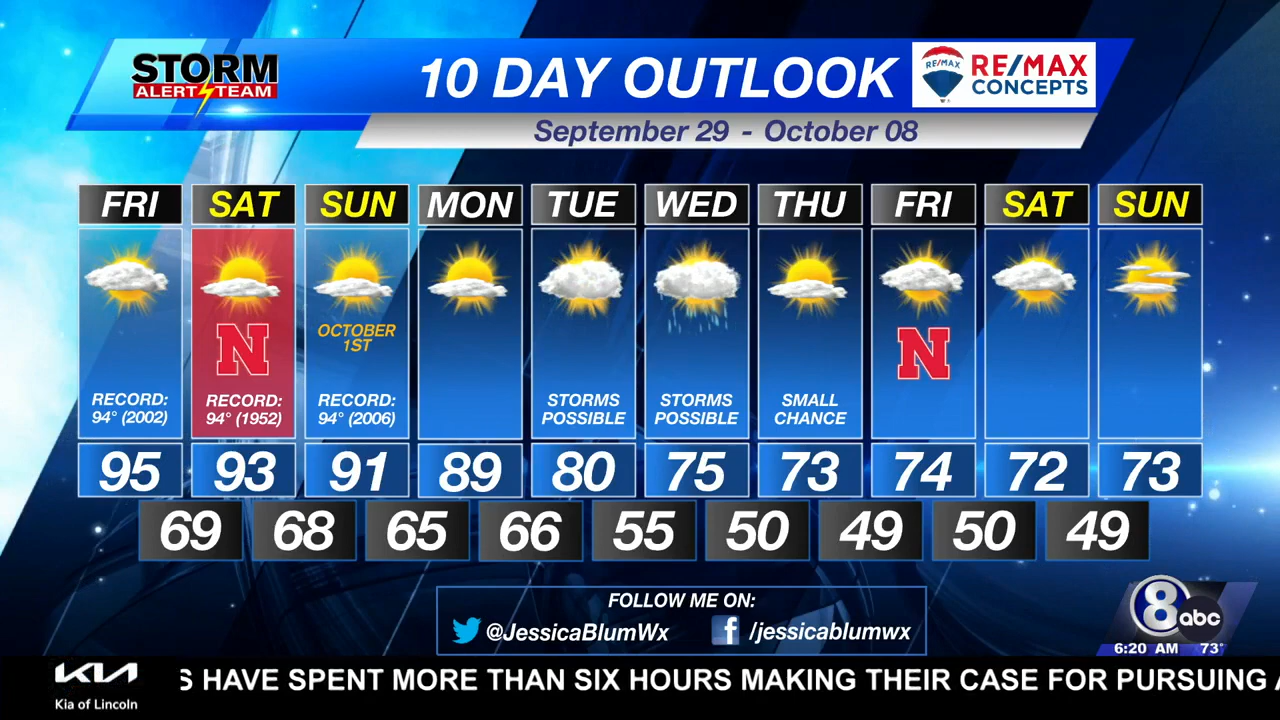 STORM
ALERT TEAM
10 DAY OUTLOOK
RE/MAX
RE/MAX
CONCEPTS
September 29 - October 08
FRI SAT SUN MON TUE WED THU FRI SAT SUN
N
OCTOBER
1ST
N
RECORD:
94° (2002)
RECORD:
94° (1952)
RECORD:
94° (2006)
STORMS
POSSIBLE
STORMS
POSSIBLE
SMALL
CHANCE
95 93 91 89 80 75 73 74 72 73
69 68 65 66 55 50 49 50 49
FOLLOW ME ON:
@JessicaBlumWx f /jessicablumwx
8 abc
6:20 AM 73°
KIA
Kia of Lincoln
S HAVE SPENT MORE THAN SIX HOURS MAKING THEIR CASE FOR PURSUING